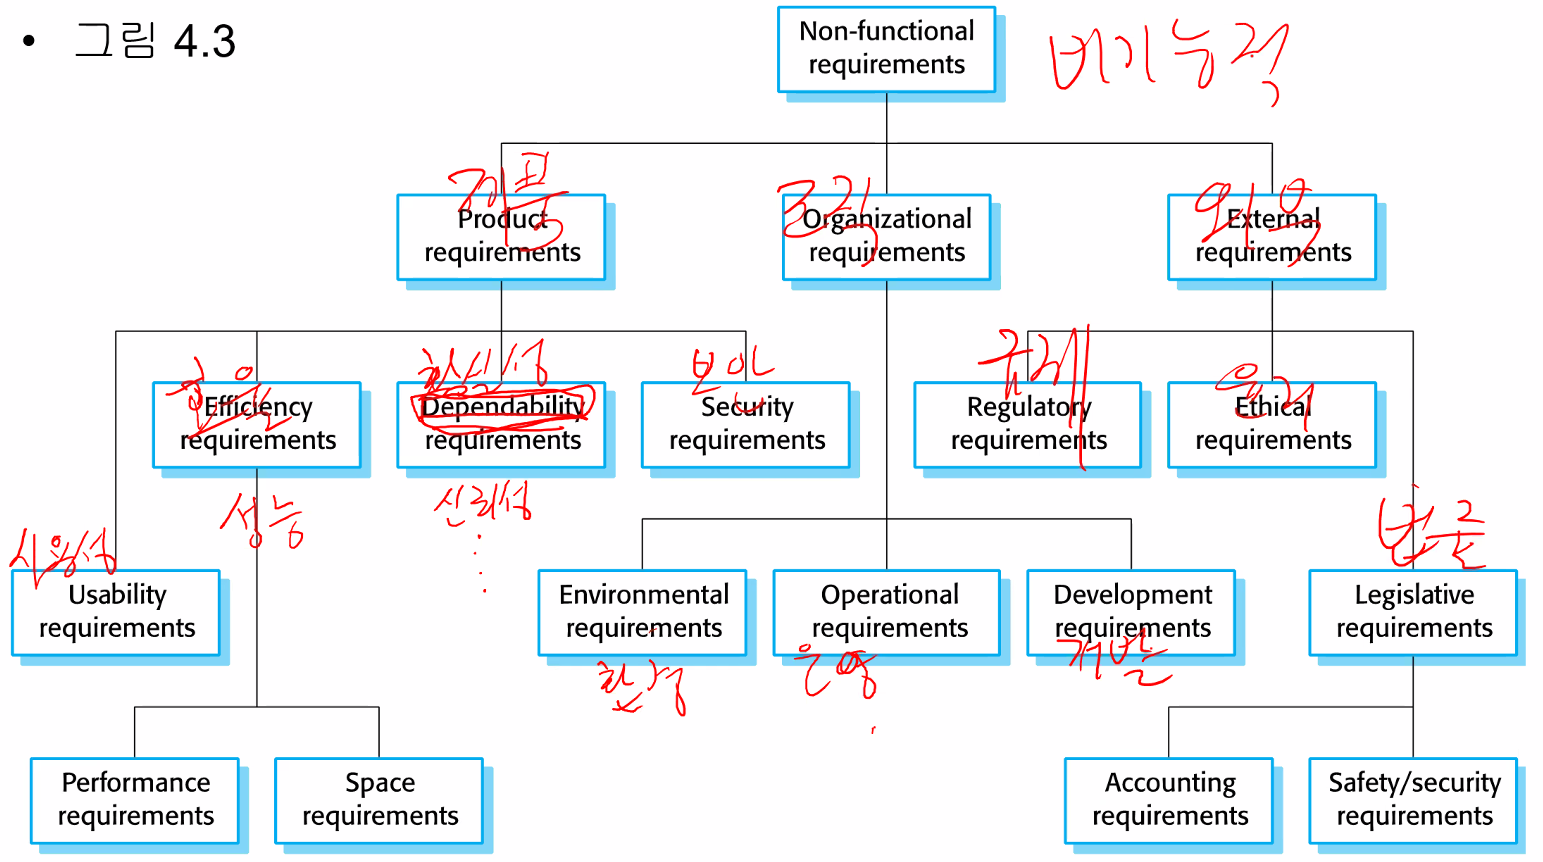 • 그림 4.3
Non-functional
requirements
비기능적
제품
Product
requirements
조직
Organizational
requirements
외부
External
requirements
효율
Efficiency
requirements
성능
확실성
Dependability
requirements
신뢰성
보안
Security
requirements
규제
Regulatory
requirements
윤리
Ethical
requirements
사용성
Usability
requirements
Environmental
requirements
환경
Operational
requirements
운영
Development
requirements
개발
법률
Legislative
requirements
Performance
requirements
Space
requirements
Accounting
requirements
Safety/security
requirements